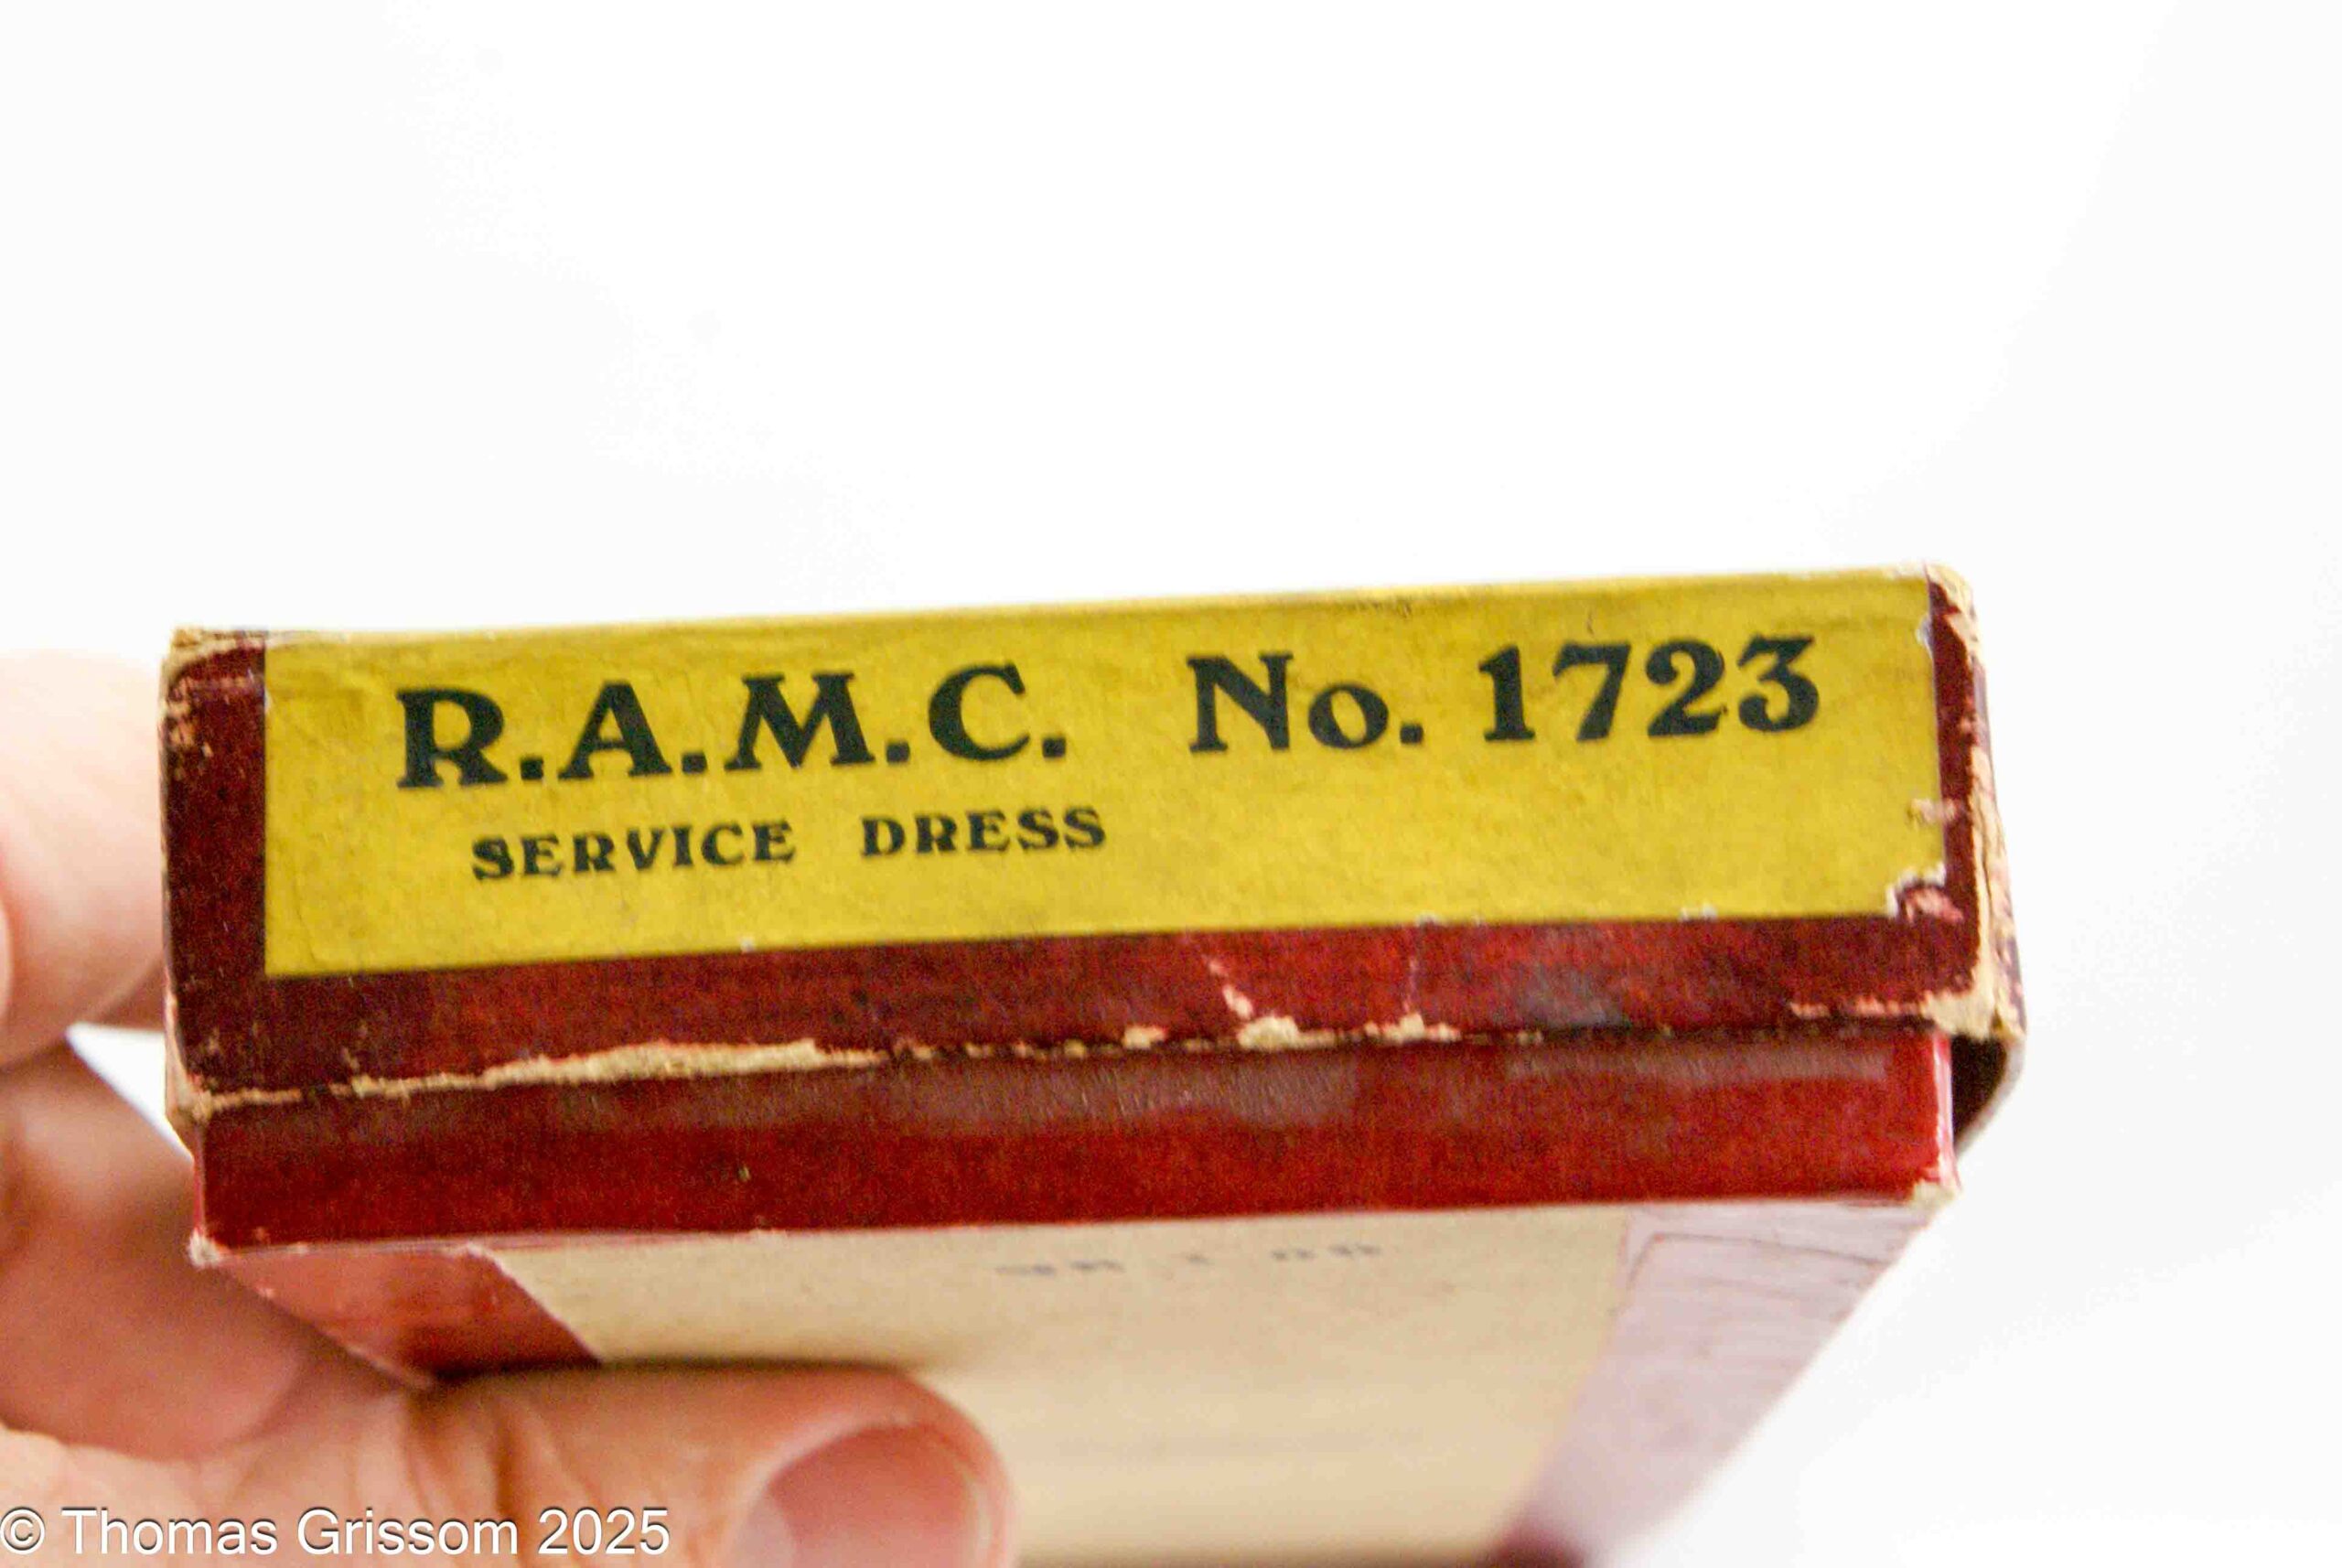 R.A.M.C. No. 1723
SERVICE DRESS
© Thomas Grissom 2025